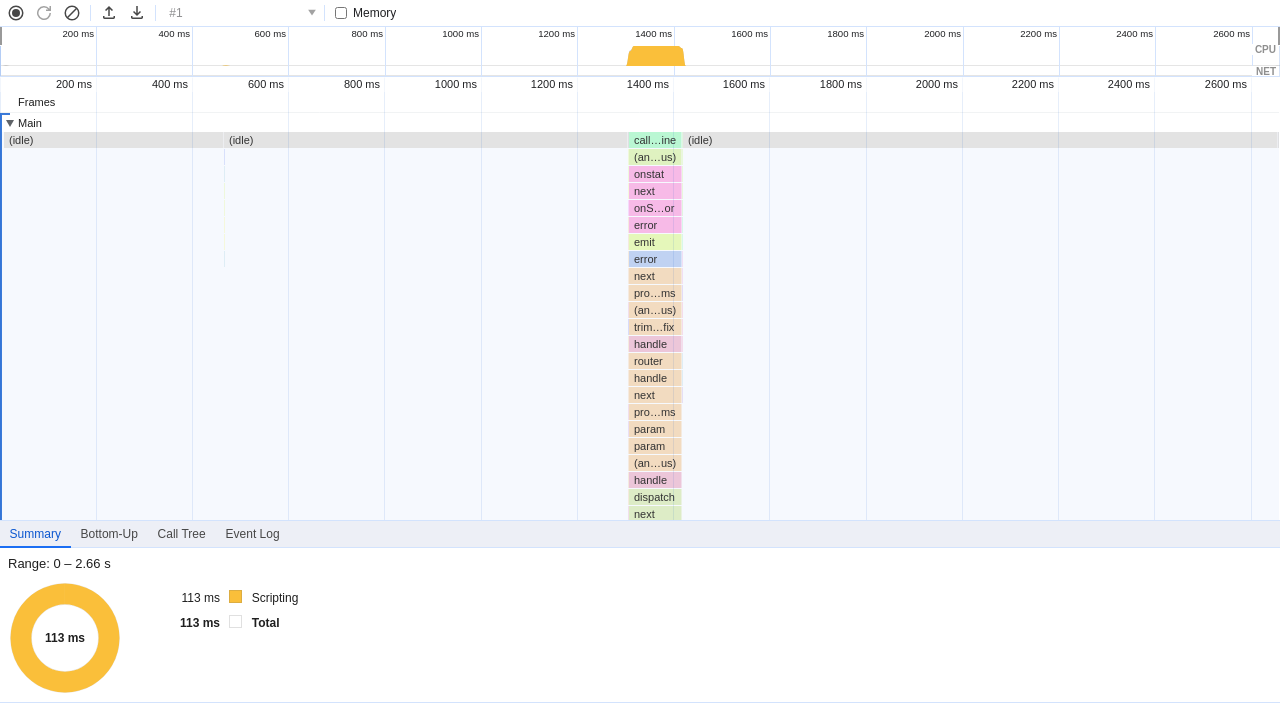 #1 Memory
200 ms 400 ms 600 ms 800 ms 1000 ms 1200 ms 1400 ms 1600 ms 1800 ms 2000 ms 2200 ms 2400 ms 2600 ms
CPU
NET
200 ms 400 ms 600 ms 800 ms 1000 ms 1200 ms 1400 ms 1600 ms 1800 ms 2000 ms 2200 ms 2400 ms 2600 ms
Frames
Main
(idle) (idle) call…ine (idle)
(an…us)
onstat
next
onS…or
error
emit
error
next
pro…ms
(an…us)
trim…fix
handle
router
handle
next
pro…ms
param
param
(an…us)
handle
dispatch
next
Summary Bottom-Up Call Tree Event Log
Range: 0 – 2.66 s
113 ms Scripting
113 ms Total
113 ms